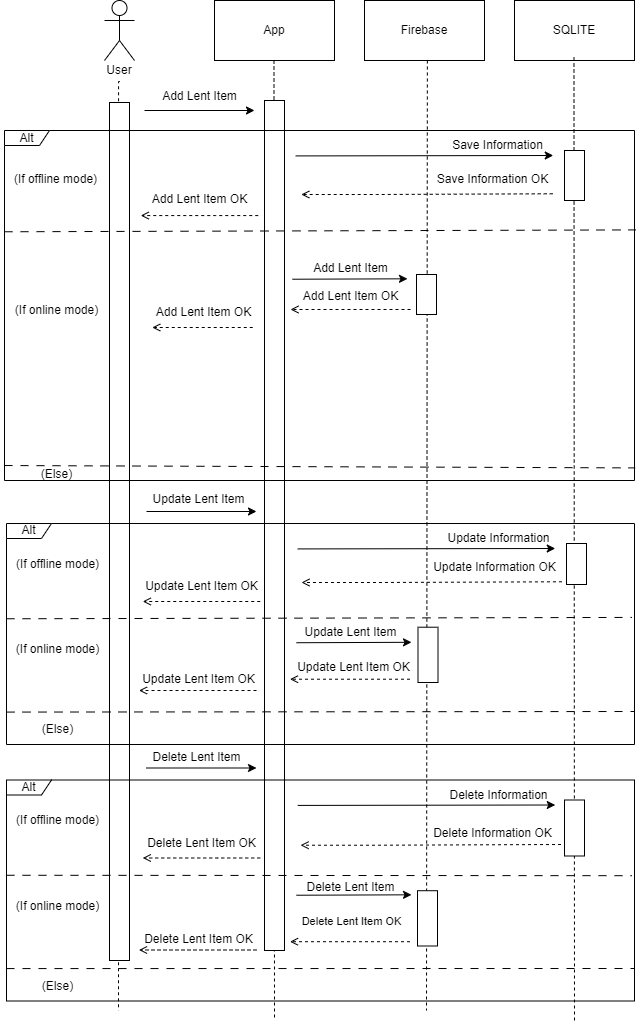 User
App
Firebase
SQLITE
Add Lent Item
Alt
Save Information
(If offline mode)
Save Information OK
Add Lent Item OK
Add Lent Item
Add Lent Item OK
(If online mode)
Add Lent Item OK
(Else)
Update Lent Item
Alt
Update Information
(If offline mode)
Update Information OK
Update Lent Item OK
Update Lent Item
(If online mode)
Update Lent Item OK
Update Lent Item OK
(Else)
Delete Lent Item
Alt
Delete Information
(If offline mode)
Delete Information OK
Delete Lent Item OK
Delete Lent Item
(If online mode)
Delete Lent Item OK
Delete Lent Item OK
(Else)